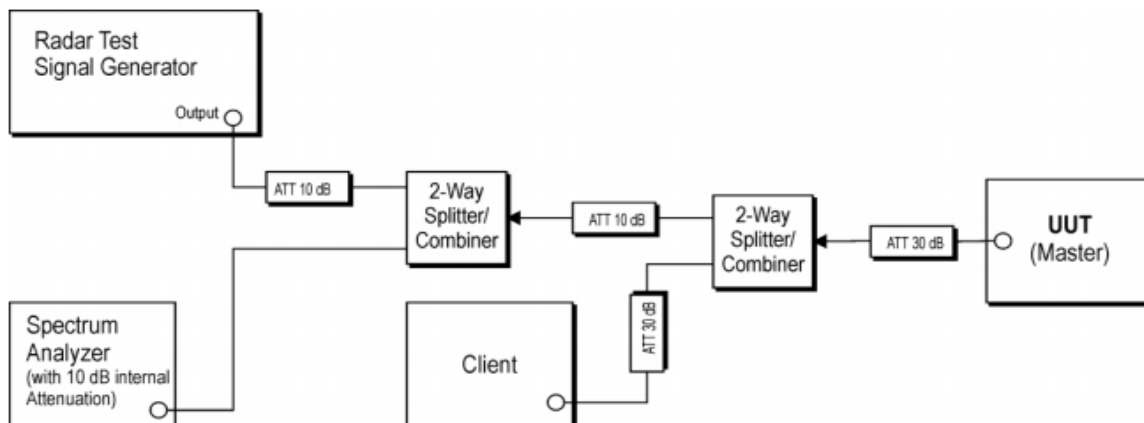 Radar Test
Signal Generator
Output
ATT 10 dB
2-Way
Splitter/
Combiner
ATT 10 dB
2-Way
Splitter/
Combiner
ATT 30 dB
UUT
(Master)
Spectrum
Analyzer
(with 10 dB internal
Attenuation)
Client
ATT 30 dB